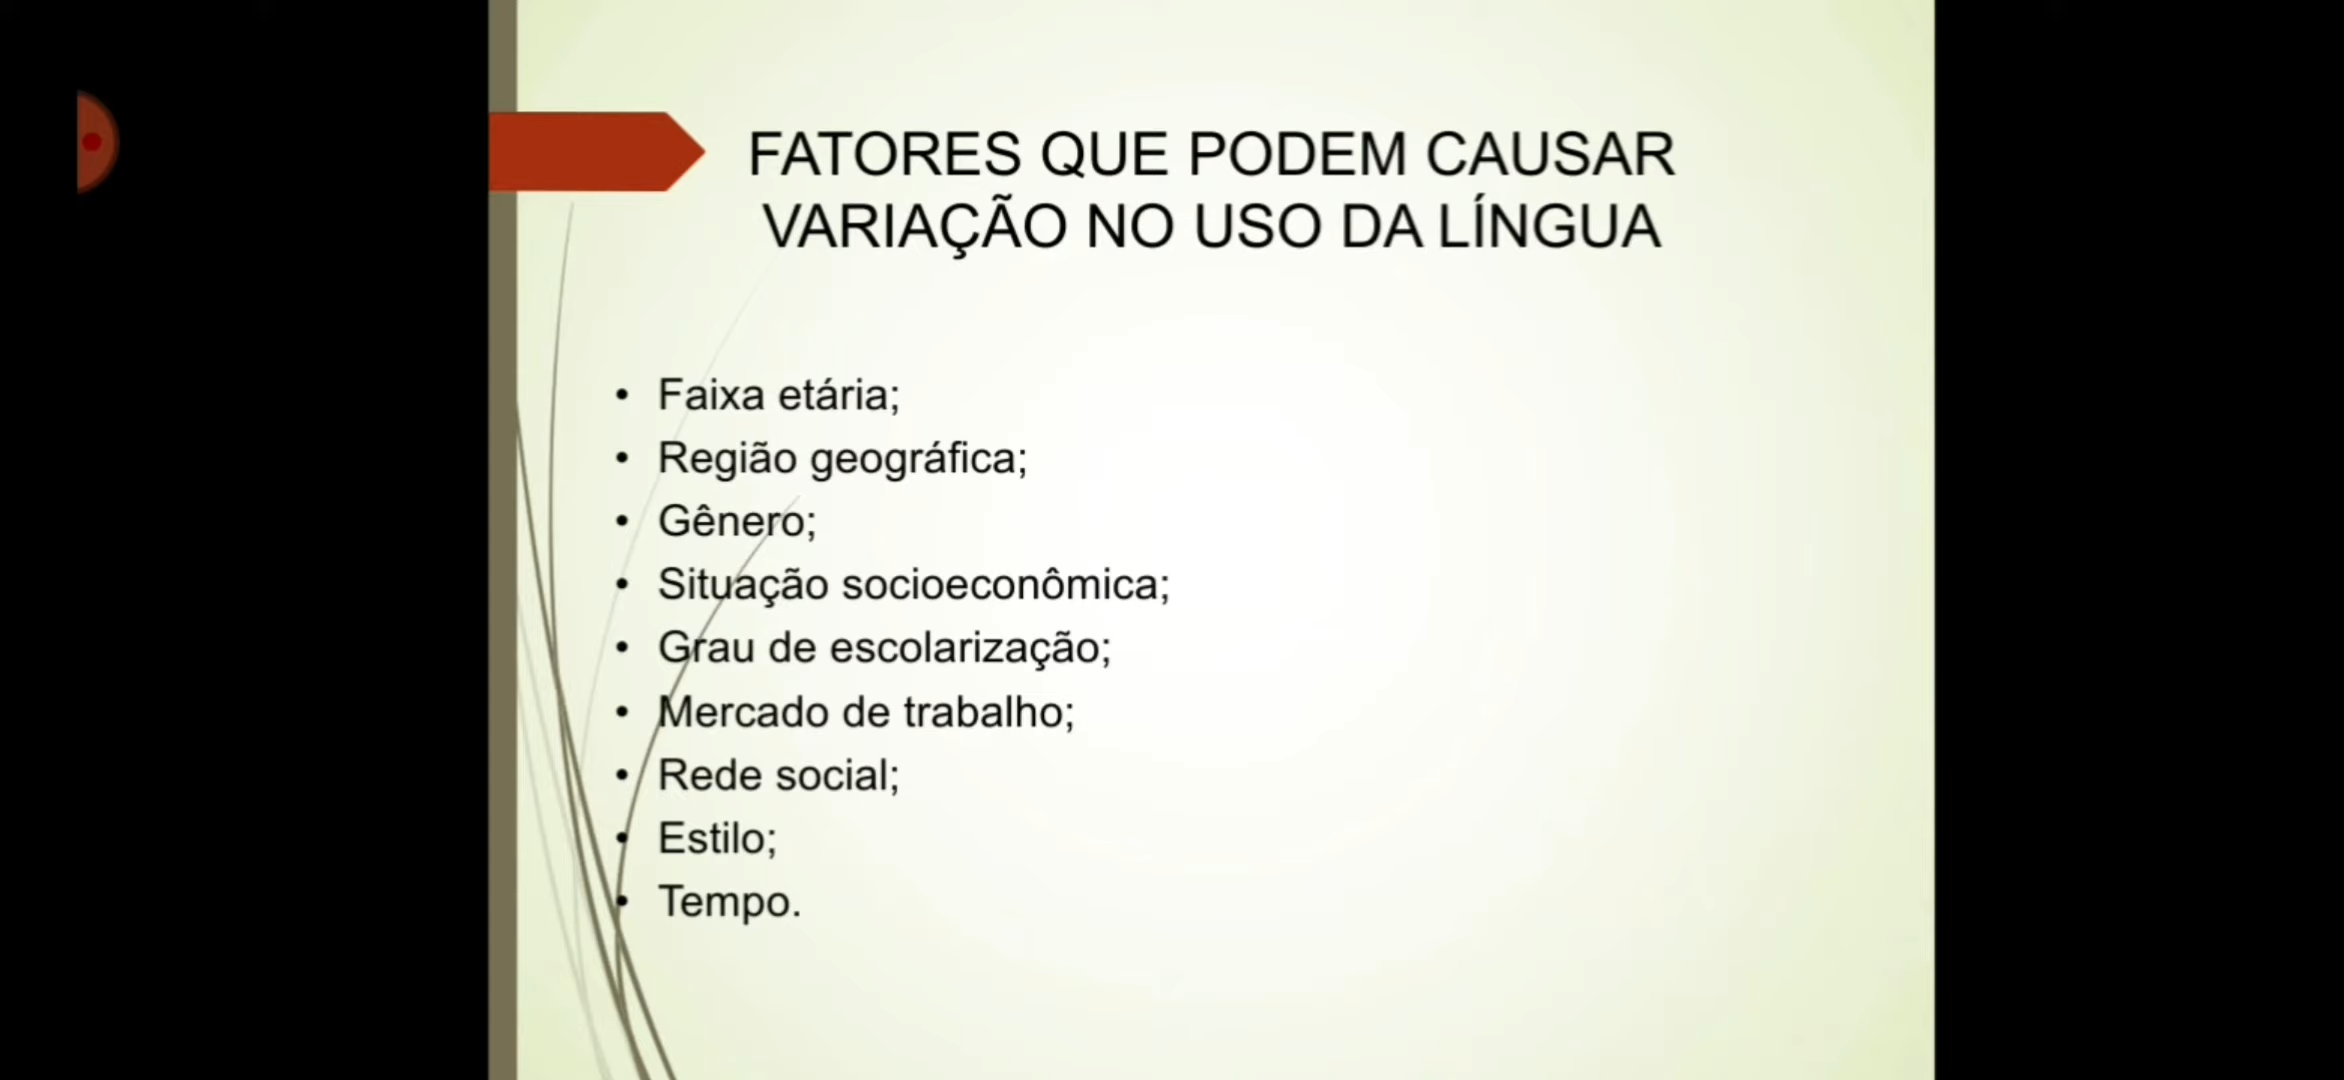 FATORES QUE PODEM CAUSAR
VARIAÇÃO NO USO DA LÍNGUA
• Faixa etária;
• Região geográfica;
• Gênero;
• Situação socioeconômica;
• Grau de escolarização;
• Mercado de trabalho;
• Rede social;
• Estilo;
• Tempo.